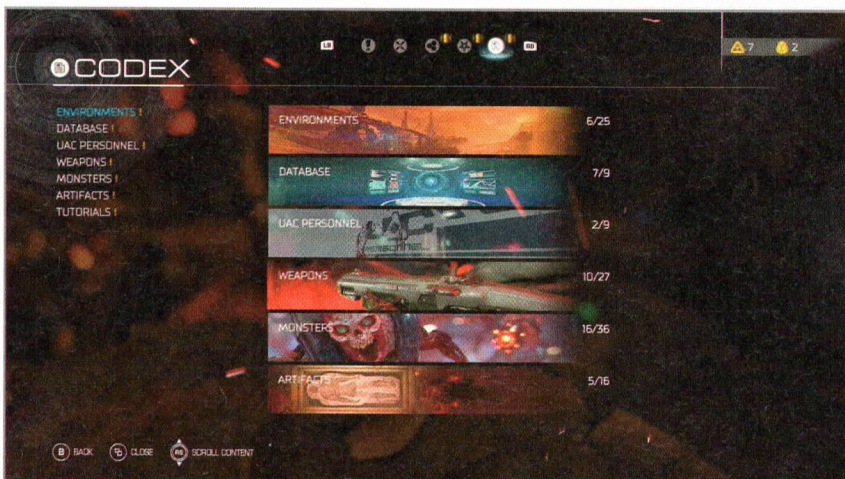 LB RB
7 2
CODEX
ENVIRONMENTS !
DATABASE !
UAC PERSONNEL !
WEAPONS !
MONSTERS !
ARTIFACTS !
TUTORIALS !
ENVIRONMENTS 6/25
DATABASE 7/9
UAC PERSONNEL 2/9
WEAPONS 10/27
MONSTERS 16/36
ARTIFACTS 5/16
B BACK CLOSE RS SCROLL CONTENT